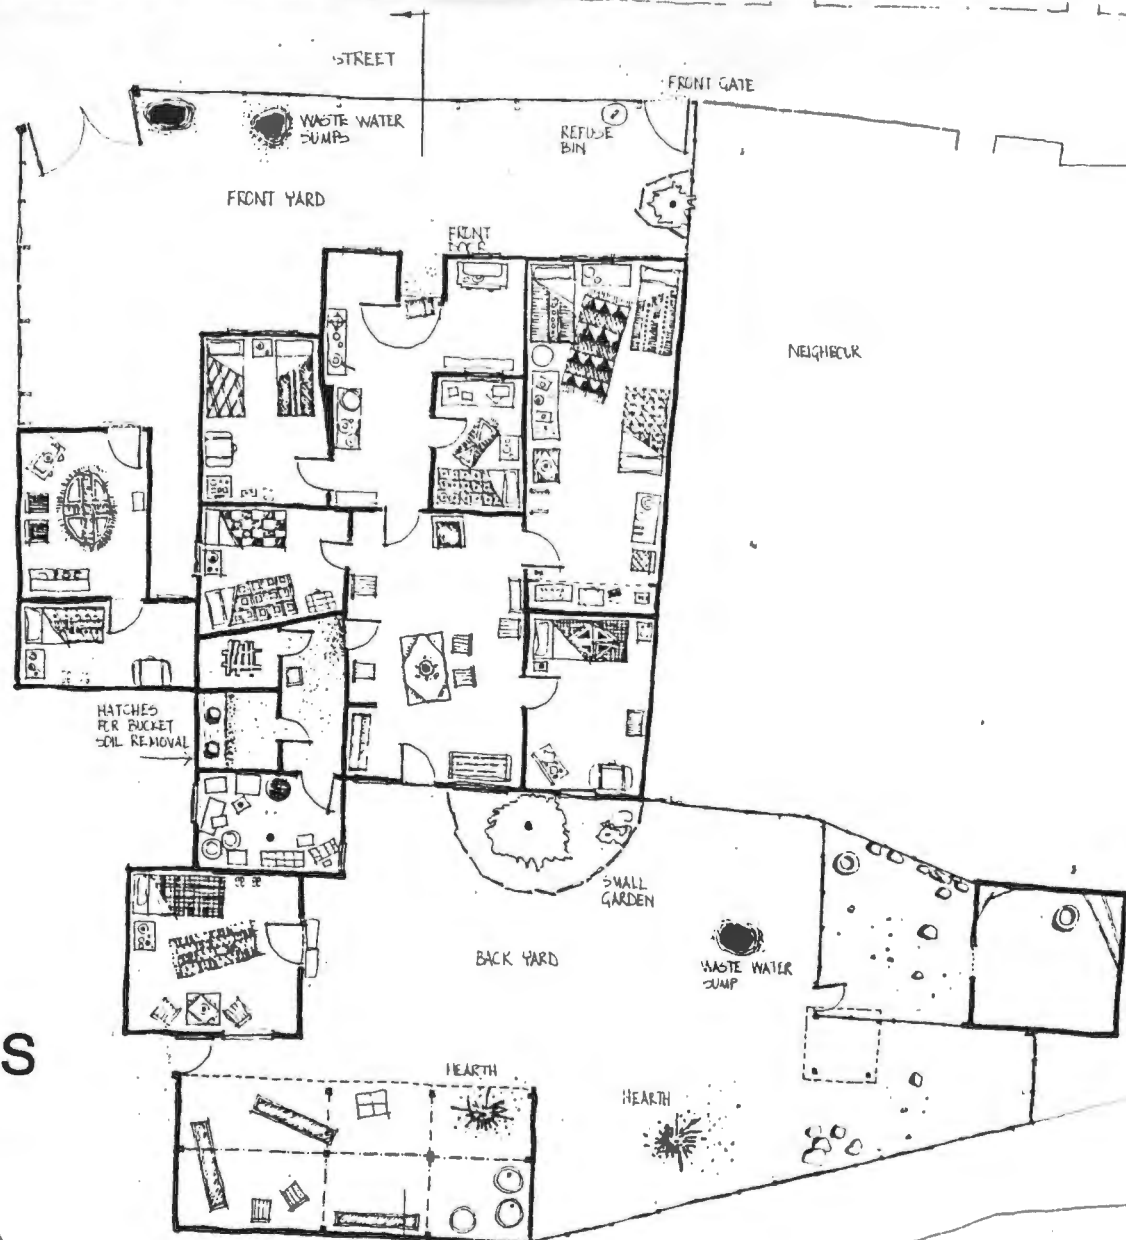 STREET
FRONT GATE
WASTE WATER
SUMPS
REFUSE
BIN
FRONT YARD
FRONT
DOOR
NEIGHBOUR
HATCHES
FOR BUCKET
SOIL REMOVAL
SMALL
GARDEN
BACK YARD
WASTE WATER
SUMP
S
HEARTH
HEARTH